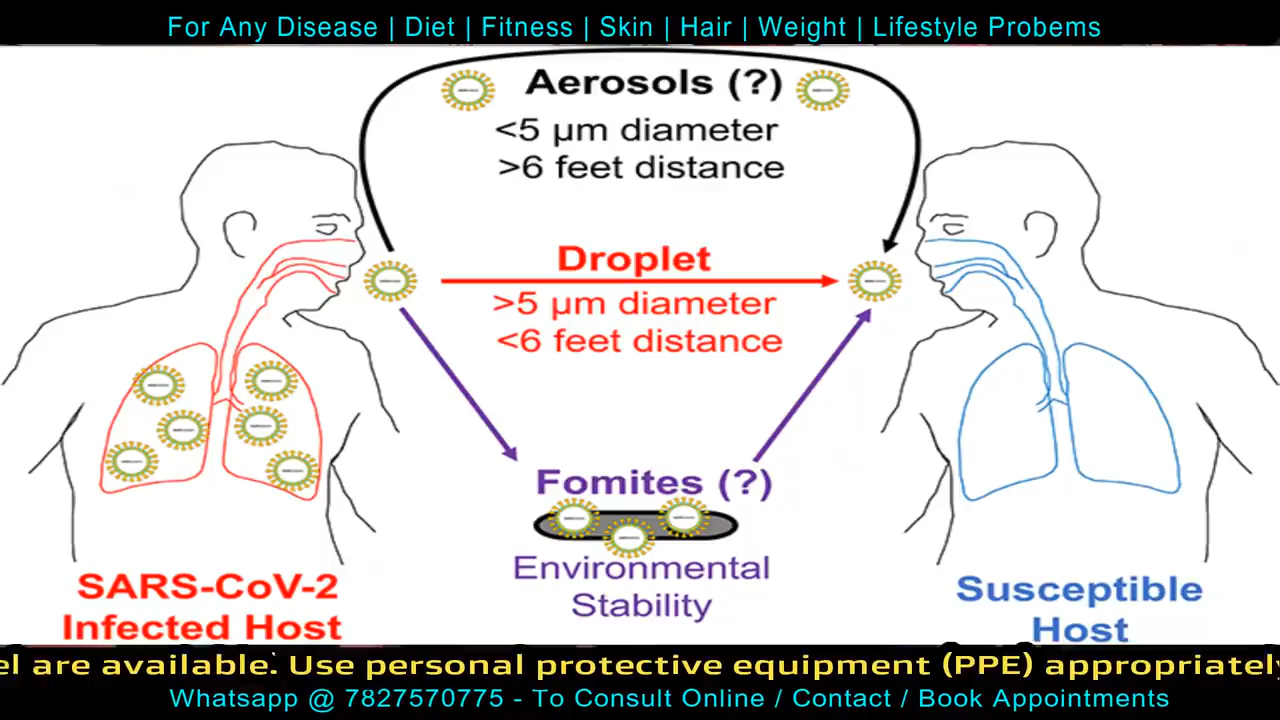 For Any Disease | Diet | Fitness | Skin | Hair | Weight | Lifestyle Probems
Aerosols (?)
<5 µm diameter
>6 feet distance
Droplet
>5 µm diameter
<6 feet distance
Fomites (?)
Environmental
Stability
SARS-CoV-2
Infected Host
Susceptible
Host
el are available. Use personal protective equipment (PPE) appropriately
Whatsapp @ 7827570775 - To Consult Online / Contact / Book Appointments